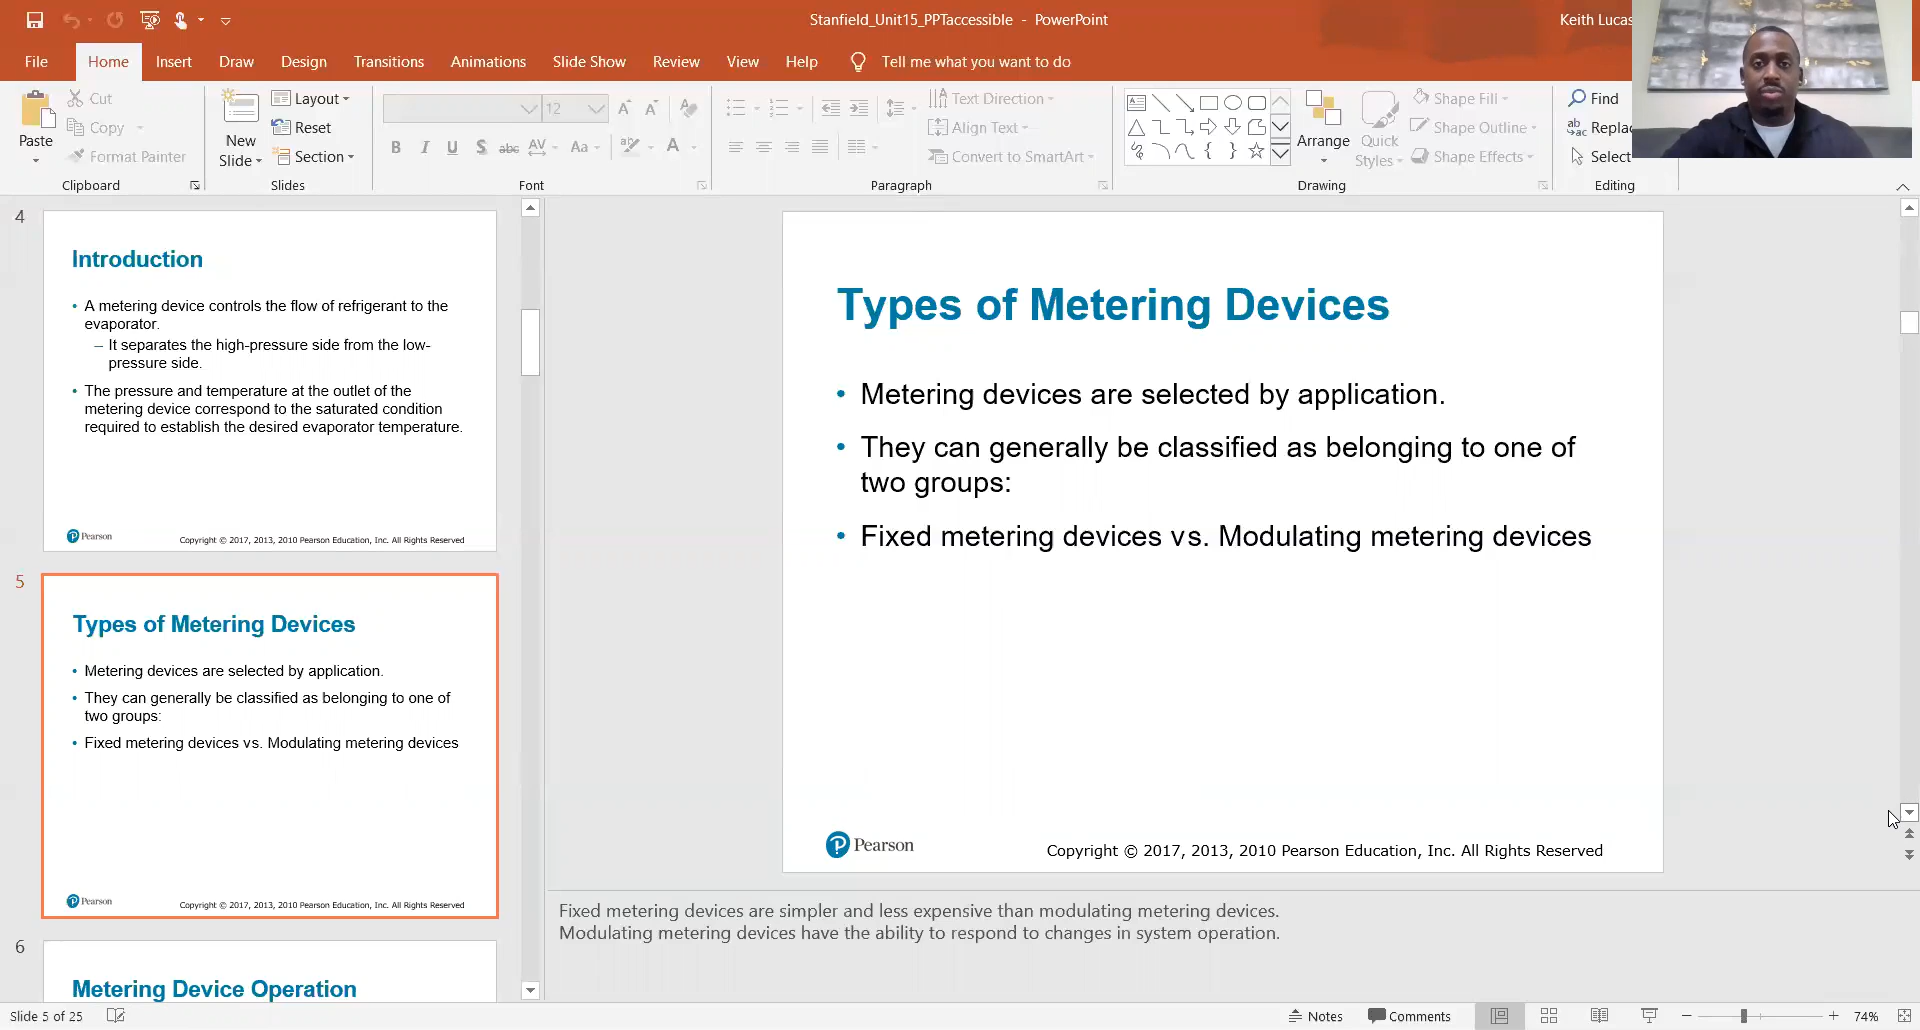 Stanfield_Unit15_PPTaccessible - PowerPoint
Keith Lucas
File Home Insert Draw Design Transitions Animations Slide Show Review View Help Tell me what you want to do
Paste
Cut
Copy
Format Painter
Clipboard
New
Slide
Layout
Reset
Section
Slides
12
B I U S abc AV Aa A
Font
Text Direction
Align Text
Convert to SmartArt
Paragraph
Arrange
Quick
Styles
Shape Fill
Shape Outline
Shape Effects
Drawing
Find
Replac
Select
Editing
4
Introduction
• A metering device controls the flow of refrigerant to the
evaporator.
– It separates the high-pressure side from the low-
pressure side.
• The pressure and temperature at the outlet of the
metering device correspond to the saturated condition
required to establish the desired evaporator temperature.
Pearson
Copyright © 2017, 2013, 2010 Pearson Education, Inc. All Rights Reserved
5
Types of Metering Devices
• Metering devices are selected by application.
• They can generally be classified as belonging to one of
two groups:
• Fixed metering devices vs. Modulating metering devices
Pearson
Copyright © 2017, 2013, 2010 Pearson Education, Inc. All Rights Reserved
6
Metering Device Operation
Types of Metering Devices
• Metering devices are selected by application.
• They can generally be classified as belonging to one of
two groups:
• Fixed metering devices vs. Modulating metering devices
Pearson
Copyright © 2017, 2013, 2010 Pearson Education, Inc. All Rights Reserved
Fixed metering devices are simpler and less expensive than modulating metering devices.
Modulating metering devices have the ability to respond to changes in system operation.
Slide 5 of 25
Notes
Comments
74%